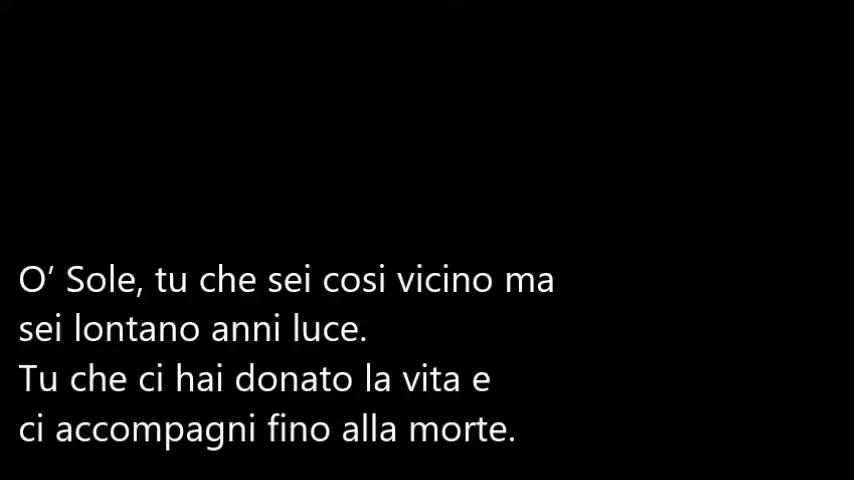 O’ Sole, tu che sei cosi vicino ma
sei lontano anni luce.
Tu che ci hai donato la vita e
ci accompagni fino alla morte.